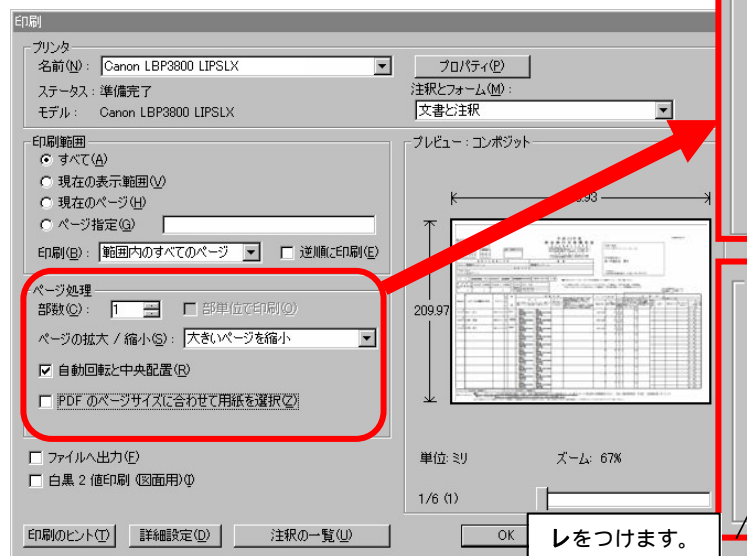 印刷
プリンタ
名前(N): Canon LBP3800 LIPSLX
プロパティ(P)
ステータス: 準備完了
注釈とフォーム(M):
モデル: Canon LBP3800 LIPSLX
文書と注釈
印刷範囲
すべて(A)
現在の表示範囲(V)
現在のページ(H)
ページ指定(G)
印刷(B): 範囲内のすべてのページ
逆順に印刷(E)
ページ処理
部数(C): 1
部単位で印刷(O)
ページの拡大 / 縮小(S): 大きいページを縮小
自動回転と中央配置(R)
PDF のページサイズに合わせて用紙を選択(Z)
ファイルへ出力(F)
白黒 2 値印刷 (図面用)(I)
印刷のヒント(T)
詳細設定(D)
注釈の一覧(U)
プレビュー: コンポジット
209.97
単位: ミリ
ズーム: 67%
1/6 (1)
OK
レをつけます。